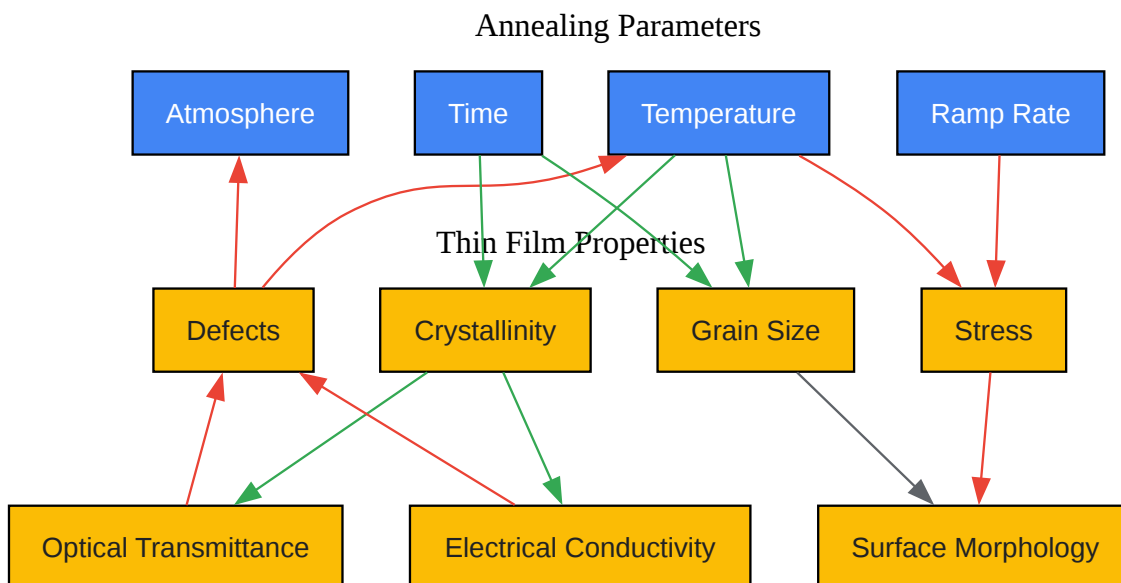 Annealing Parameters
Atmosphere
Time
Temperature
Ramp Rate
Thin Film Properties
Defects
Crystallinity
Grain Size
Stress
Optical Transmittance
Electrical Conductivity
Surface Morphology